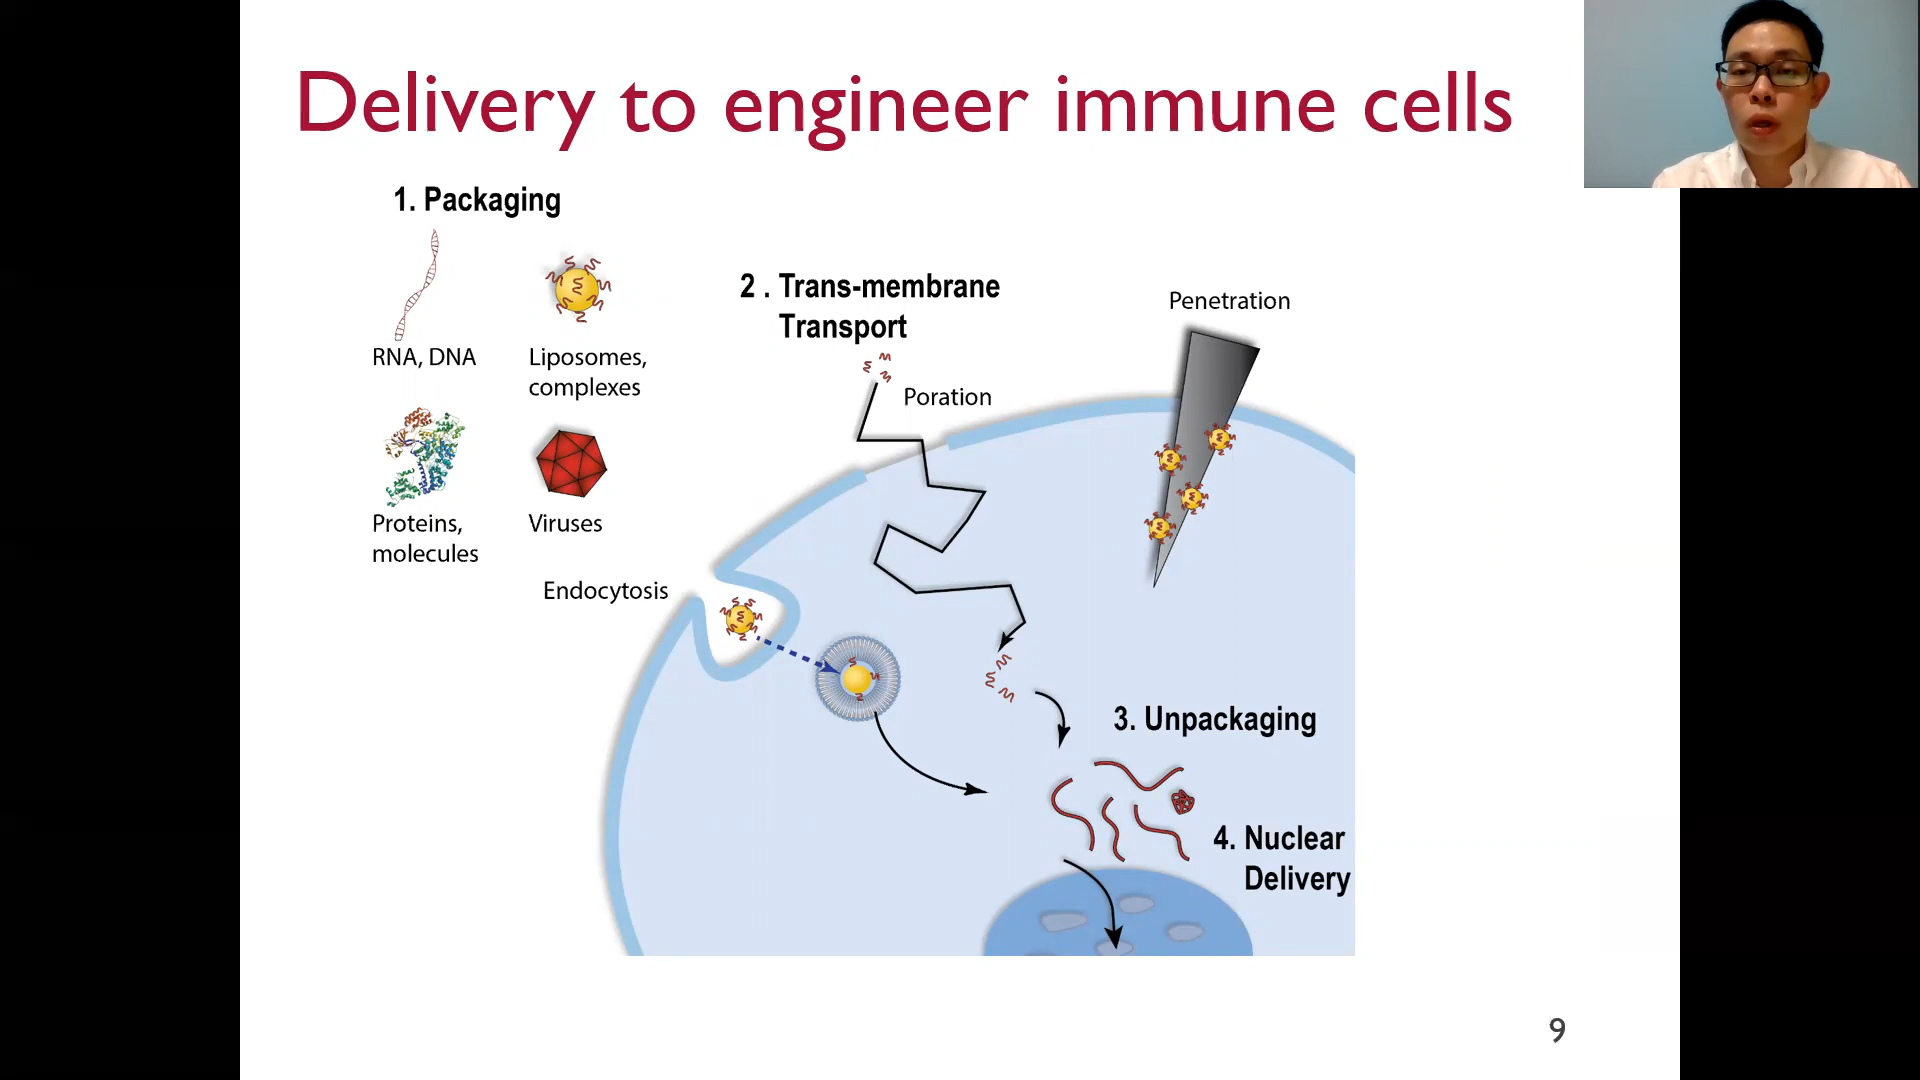 Delivery to engineer immune cells
1. Packaging
RNA, DNA
Liposomes,
complexes
Proteins,
molecules
Viruses
2 . Trans-membrane
Transport
Poration
Penetration
Endocytosis
3. Unpackaging
4. Nuclear
Delivery
9